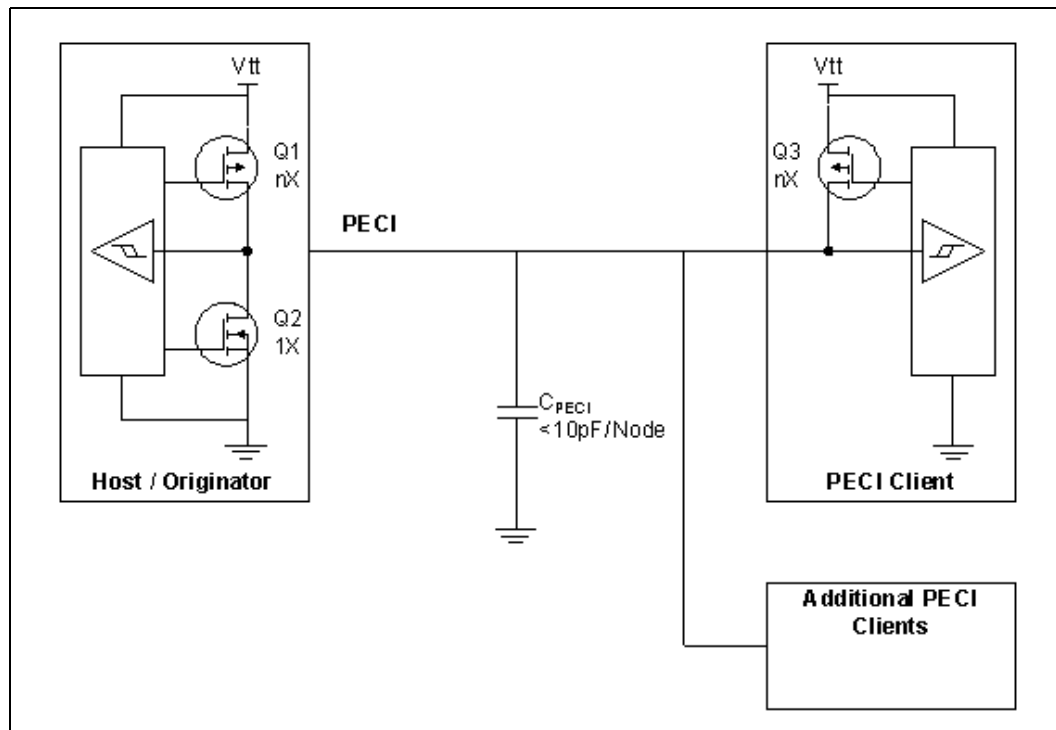 Vtt
Q1
nX
Q2
1X
Host / Originator
PECI
CPECI
<10pF/Node
Vtt
Q3
nX
PECI Client
Additional PECI
Clients